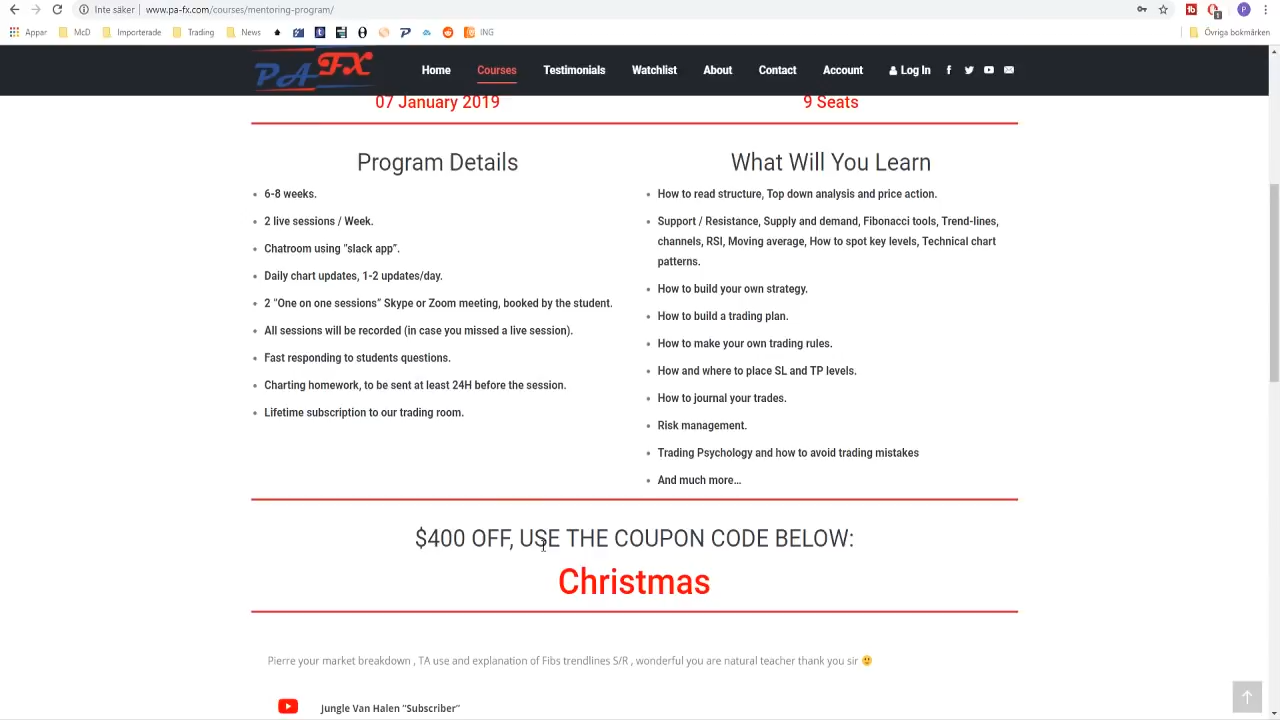 Inte säker | www.pa-fx.com/courses/mentoring-program/
P
Appar McD Importerade Trading News ING Övriga bokmärken
PAFX Home Courses Testimonials Watchlist About Contact Account Log In
07 January 2019
9 Seats
Program Details
6-8 weeks.
2 live sessions / Week.
Chatroom using "slack app".
Daily chart updates, 1-2 updates/day.
2 "One on one sessions" Skype or Zoom meeting, booked by the student.
All sessions will be recorded (in case you missed a live session).
Fast responding to students questions.
Charting homework, to be sent at least 24H before the session.
Lifetime subscription to our trading room.
What Will You Learn
How to read structure, Top down analysis and price action.
Support / Resistance, Supply and demand, Fibonacci tools, Trend-lines,
channels, RSI, Moving average, How to spot key levels, Technical chart
patterns.
How to build your own strategy.
How to build a trading plan.
How to make your own trading rules.
How and where to place SL and TP levels.
How to journal your trades.
Risk management.
Trading Psychology and how to avoid trading mistakes
And much more...
$400 OFF, USE THE COUPON CODE BELOW:
Christmas
Pierre your market breakdown , TA use and explanation of Fibs trendlines S/R , wonderful you are natural teacher thank you sir 🙂
Jungle Van Halen "Subscriber"